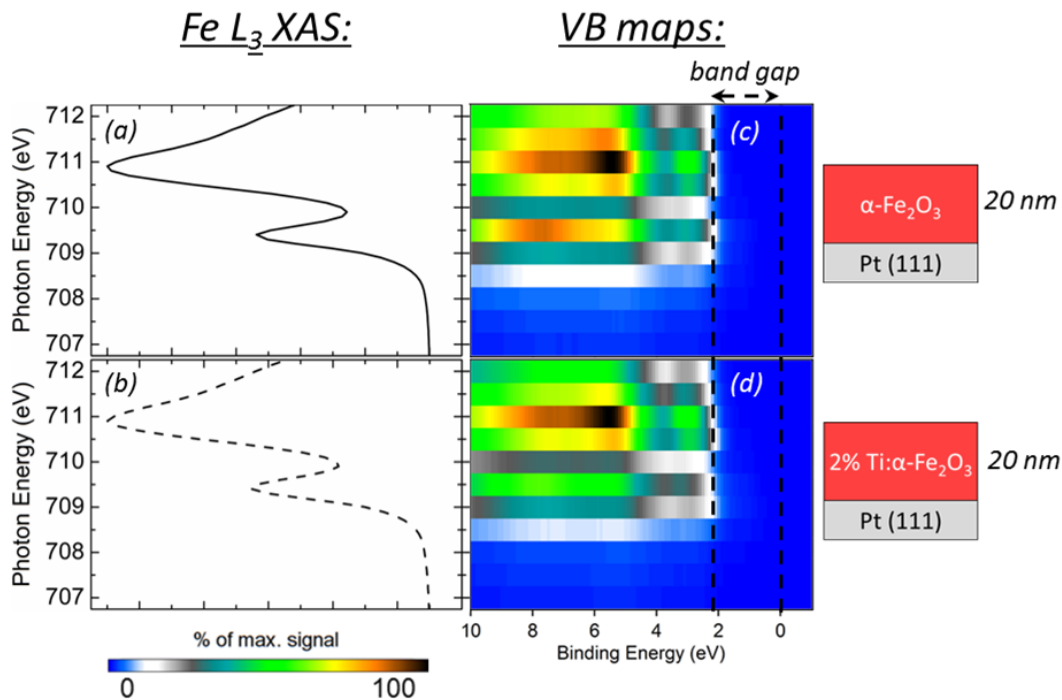 Fe L3 XAS:
VB maps:
band gap
(a)
712
711
710
709
708
707
Photon Energy (eV)
(c)
α-Fe₂O₃
Pt (111)
20 nm
(b)
712
711
710
709
708
707
Photon Energy (eV)
(d)
2% Ti:α-Fe₂O₃
Pt (111)
20 nm
10 8 6 4 2 0
Binding Energy (eV)
% of max. signal
0 100